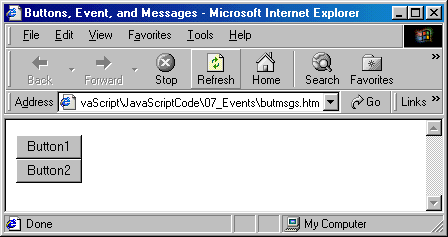 Buttons, Event, and Messages - Microsoft Internet Explorer
File Edit View Favorites Tools Help »
Back Forward Stop Refresh Home Search Favorites »
Address vaScript\JavaScriptCode\07_Events\butmsgs.htm Go Links »
Button1
Button2
Done My Computer